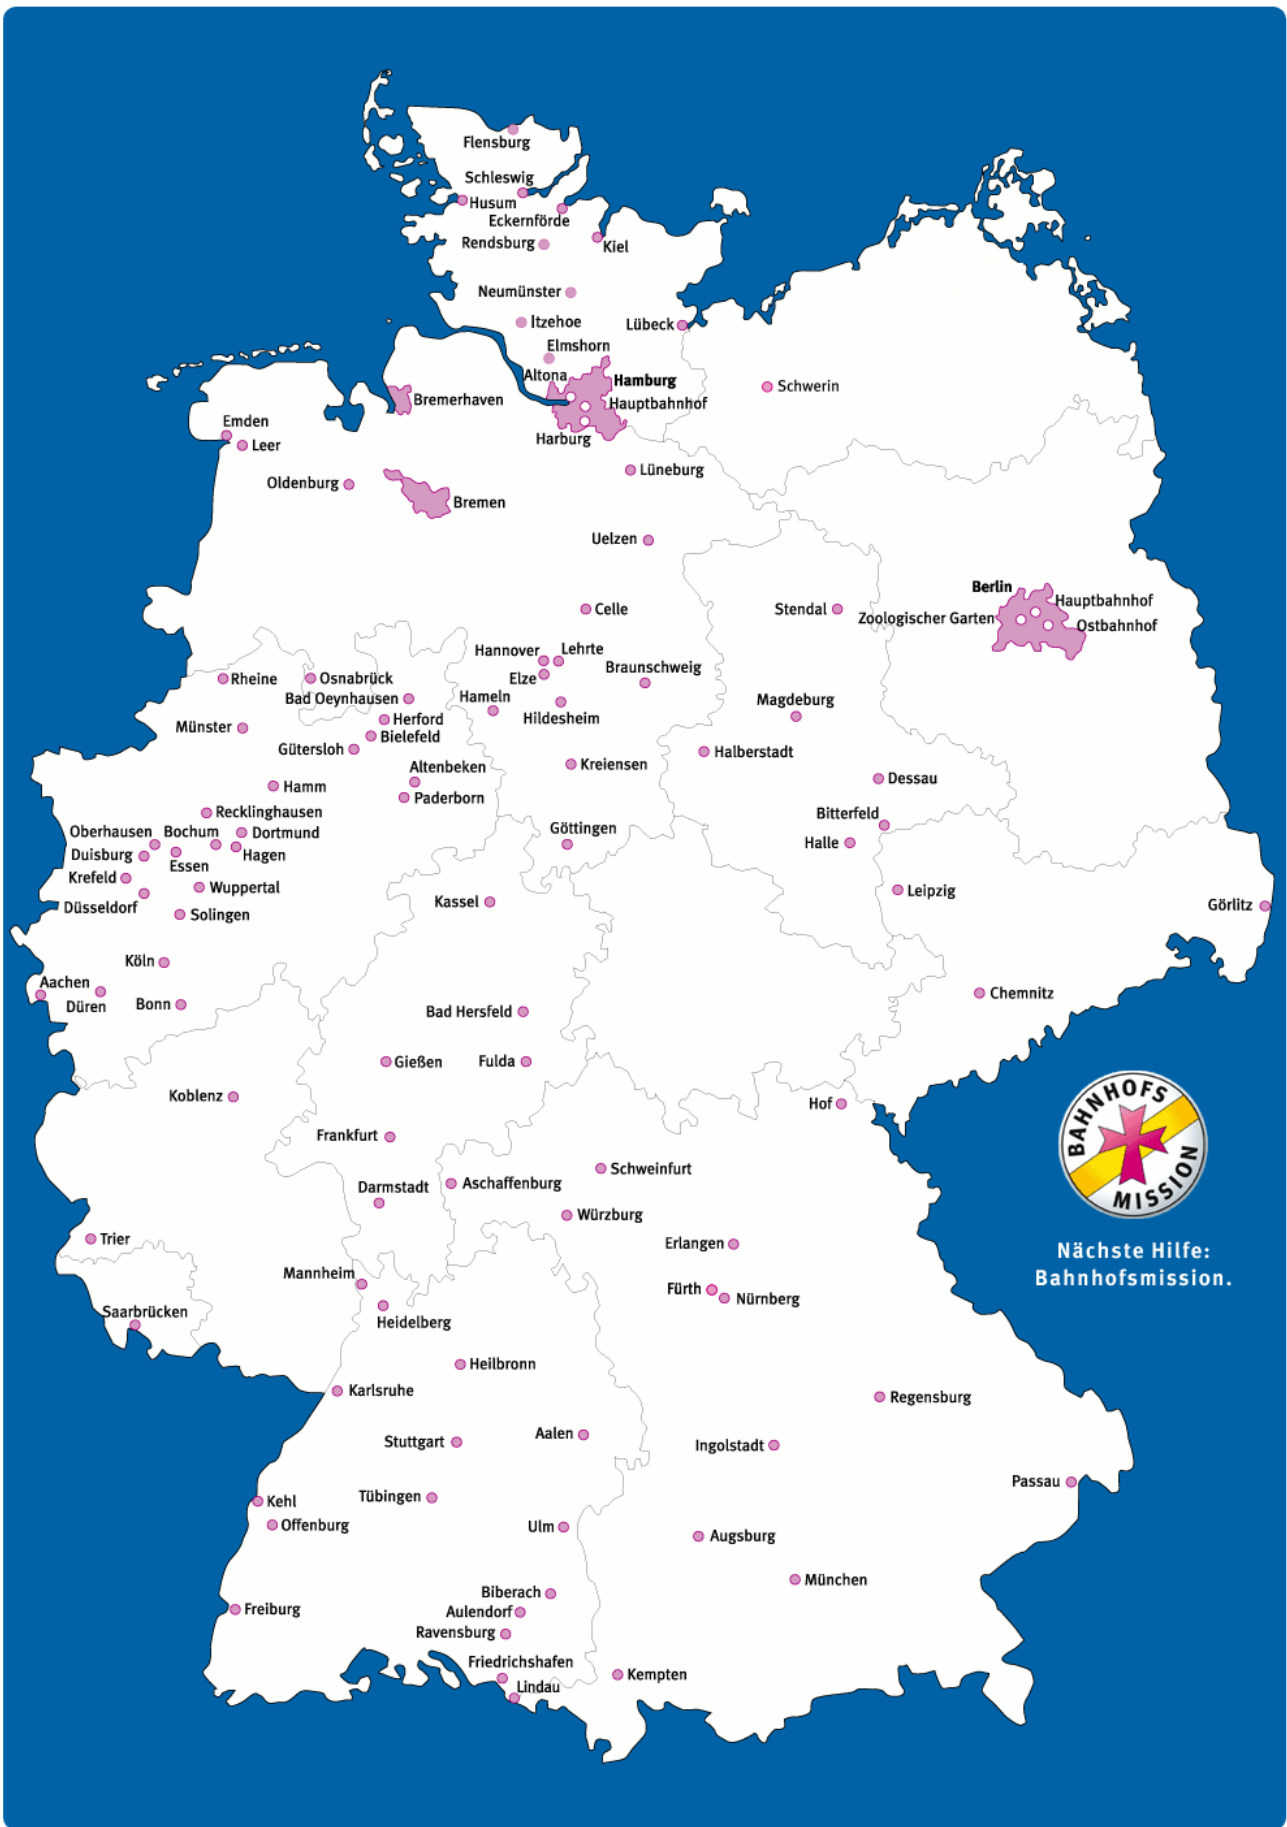 Flensburg
Schleswig
Husum
Eckernförde
Rendsburg
Kiel
Neumünster
Itzehoe
Lübeck
Elmshorn
Altona
Hamburg
Schwerin
Bremerhaven
Hauptbahnhof
Emden
Harburg
Leer
Lüneburg
Oldenburg
Bremen
Uelzen
Berlin
Hauptbahnhof
Celle
Stendal
Zoologischer Garten
Ostbahnhof
Hannover
Lehrte
Braunschweig
Rheine
Osnabrück
Elze
Bad Oeynhausen
Hameln
Magdeburg
Herford
Hildesheim
Münster
Bielefeld
Gütersloh
Halberstadt
Kreiensen
Altenbeken
Dessau
Hamm
Paderborn
Recklinghausen
Bitterfeld
Oberhausen
Bochum
Dortmund
Göttingen
Halle
Duisburg
Hagen
Essen
Krefeld
Wuppertal
Leipzig
Kassel
Görlitz
Düsseldorf
Solingen
Köln
Aachen
Düren
Bonn
Chemnitz
Bad Hersfeld
Gießen
Fulda
Koblenz
Hof
BAHNHOFS
MISSION
Frankfurt
Schweinfurt
Darmstadt
Aschaffenburg
Würzburg
Trier
Erlangen
Nächste Hilfe:
Bahnhofsmission.
Mannheim
Fürth
Nürnberg
Saarbrücken
Heidelberg
Heilbronn
Karlsruhe
Regensburg
Aalen
Stuttgart
Ingolstadt
Passau
Tübingen
Kehl
Offenburg
Ulm
Augsburg
München
Biberach
Freiburg
Aulendorf
Ravensburg
Friedrichshafen
Kempten
Lindau